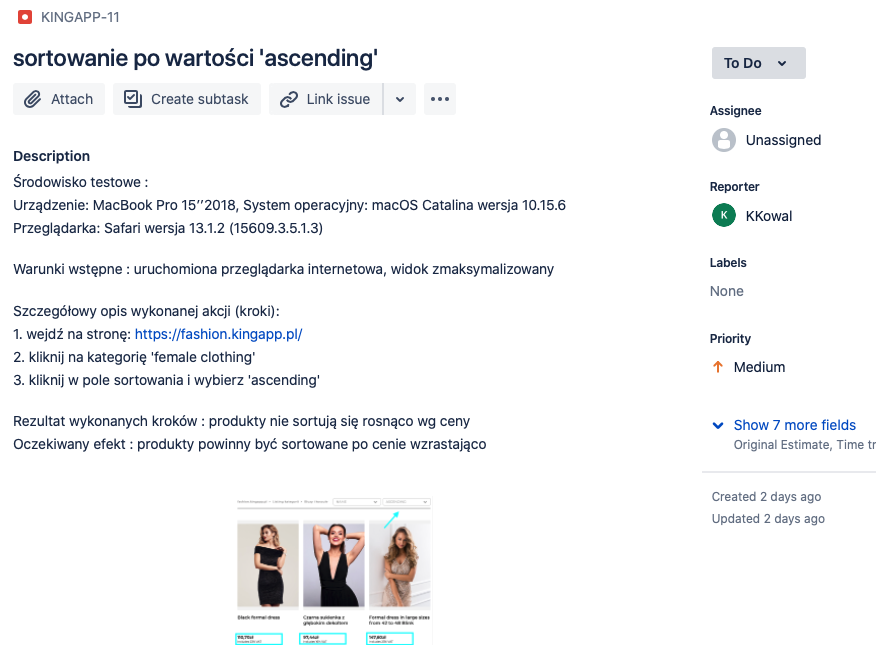 KINGAPP-11
sortowanie po wartości 'ascending'
Attach
Create subtask
Link issue
To Do
Assignee
Unassigned
Reporter
K
KKowal
Labels
None
Priority
Medium
Show 7 more fields
Original Estimate, Time tr
Created 2 days ago
Updated 2 days ago
Description
Środowisko testowe :
Urządzenie: MacBook Pro 15’’2018, System operacyjny: macOS Catalina wersja 10.15.6
Przeglądarka: Safari wersja 13.1.2 (15609.3.5.1.3)
Warunki wstępne : uruchomiona przeglądarka internetowa, widok zmaksymalizowany
Szczegółowy opis wykonanej akcji (kroki):
1. wejdź na stronę: https://fashion.kingapp.pl/
2. kliknij na kategorię 'female clothing'
3. kliknij w pole sortowania i wybierz 'ascending'
Rezultat wykonanych kroków : produkty nie sortują się rosnąco wg ceny
Oczekiwany efekt : produkty powinny być sortowane po cenie wzrastająco
Black formal dress
Czarna sukienka z
głębokim dekoltem
Formal dress in large sizes
from 42 to 48 Blink